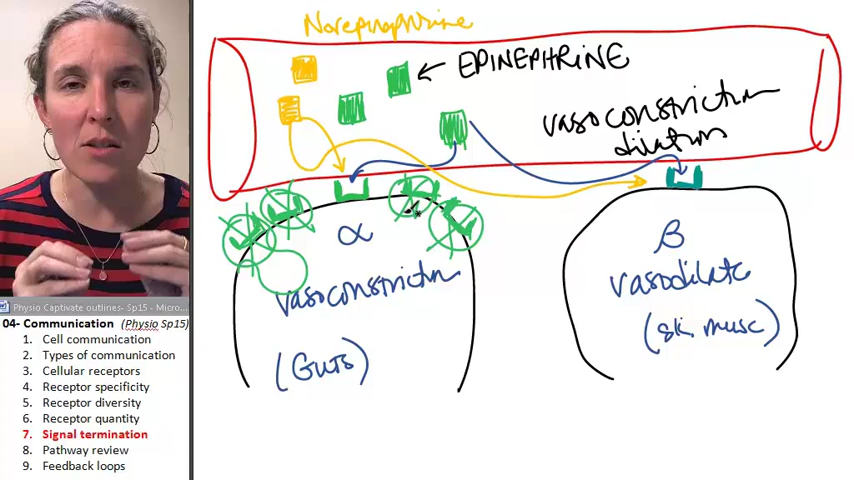 Norepinephrine
EPINEPHRINE
vasoconstriction
dilation
α
vasoconstriction
(Guts)
β
vasodilate
(sk. musc)
Physio Captivate outlines- Sp15 - Micro...
04- Communication (Physio Sp15)
1. Cell communication
2. Types of communication
3. Cellular receptors
4. Receptor specificity
5. Receptor diversity
6. Receptor quantity
7. Signal termination
8. Pathway review
9. Feedback loops